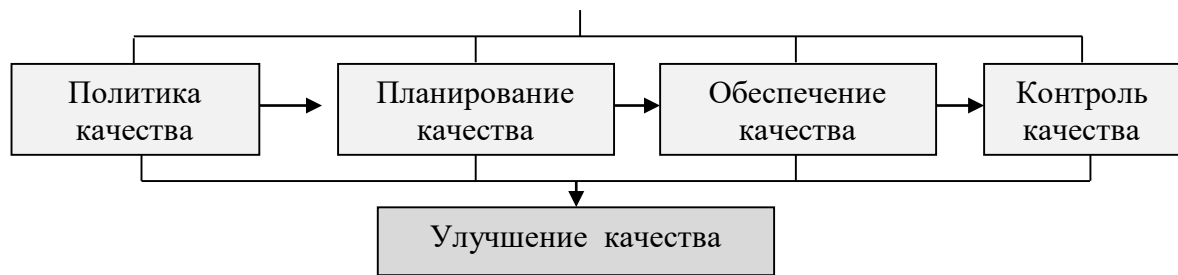 Политика
качества
Планирование
качества
Обеспечение
качества
Контроль
качества
Улучшение качества